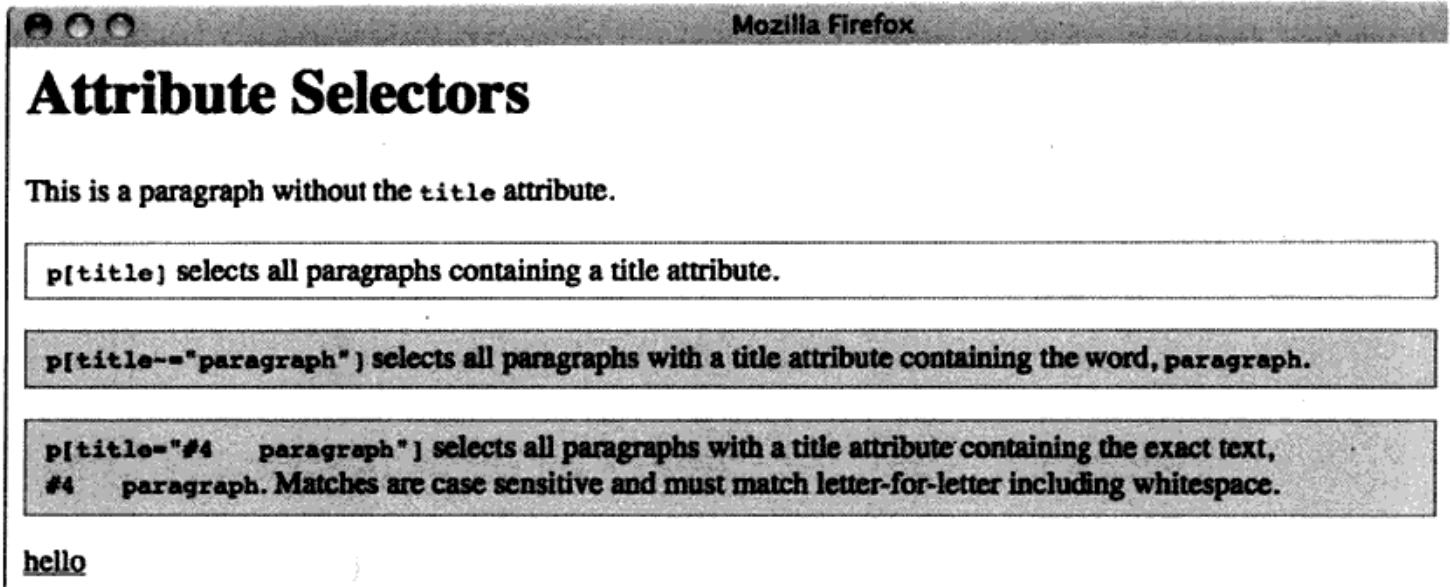 Mozilla Firefox
Attribute Selectors
This is a paragraph without the title attribute.
p[title] selects all paragraphs containing a title attribute.
p[title~="paragraph"] selects all paragraphs with a title attribute containing the word, paragraph.
p[title="#4   paragraph"] selects all paragraphs with a title attribute containing the exact text,
#4   paragraph. Matches are case sensitive and must match letter-for-letter including whitespace.
hello